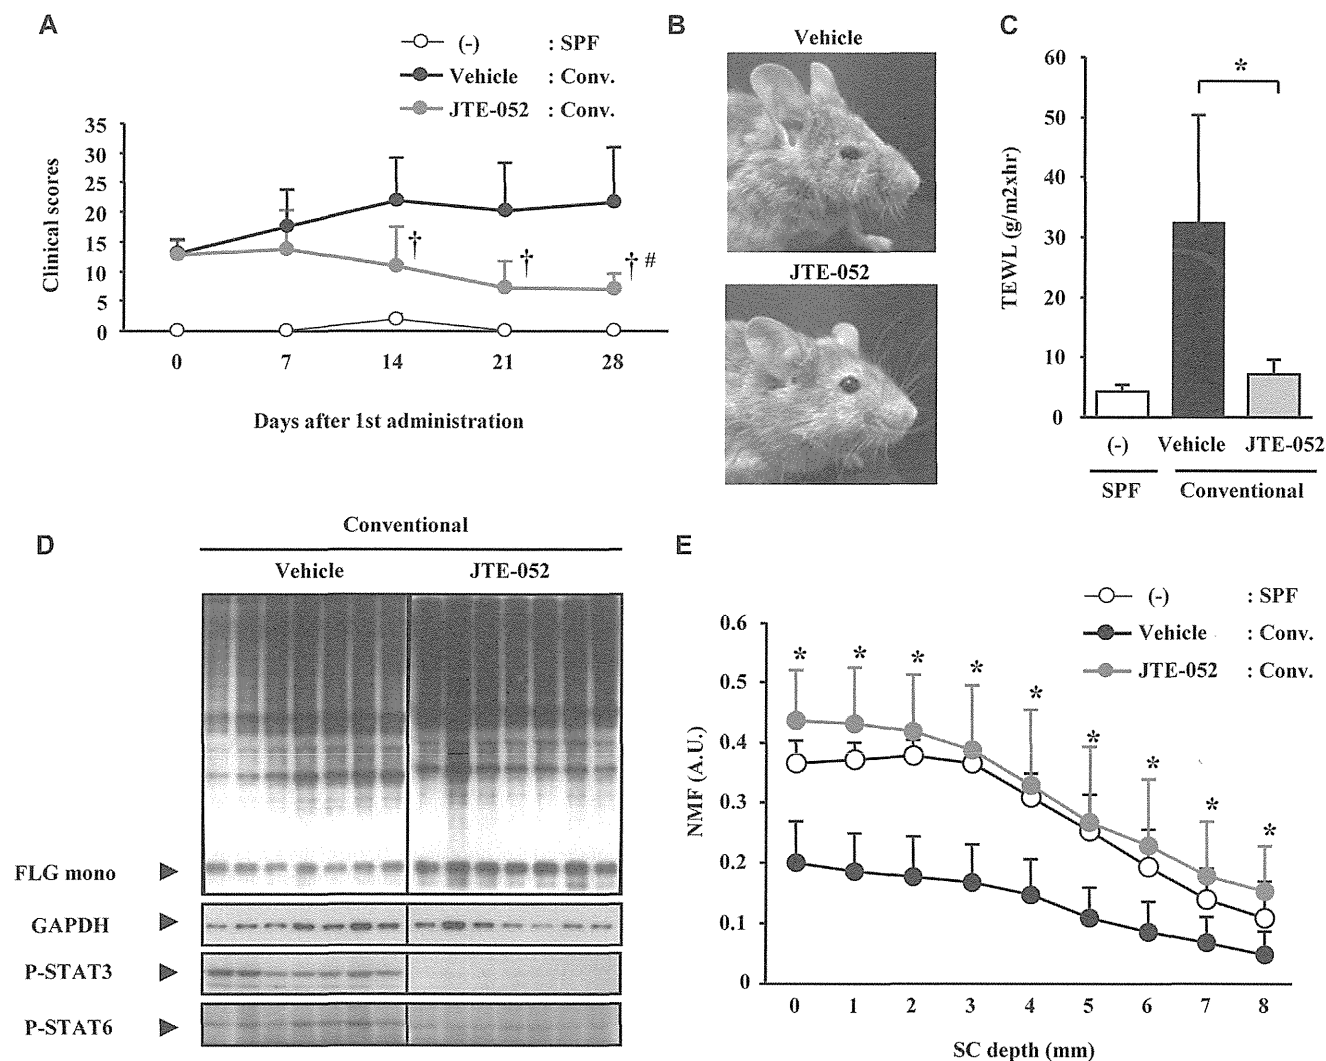 A
(-) : SPF
Vehicle : Conv.
JTE-052 : Conv.
Clinical scores
35
30
25
20
15
10
5
0
†
†
† #
0 7 14 21 28
Days after 1st administration
B
Vehicle
JTE-052
C
TEWL (g/m2xhr)
60
50
40
30
20
10
0
*
(-) Vehicle JTE-052
SPF Conventional
D
Conventional
Vehicle JTE-052
FLG mono
GAPDH
P-STAT3
P-STAT6
E
(-) : SPF
Vehicle : Conv.
JTE-052 : Conv.
NMF (A.U.)
0.6
0.5
0.4
0.3
0.2
0.1
0
* * * * * * * * *
0 1 2 3 4 5 6 7 8
SC depth (mm)